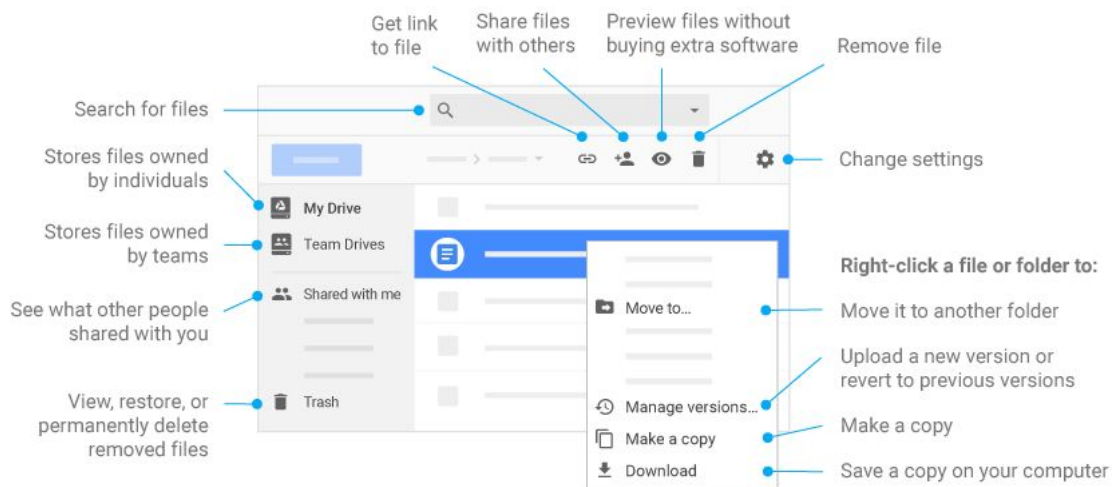 Get link
to file
Share files
with others
Preview files without
buying extra software
Remove file
Search for files
Change settings
Stores files owned
by individuals
My Drive
Stores files owned
by teams
Team Drives
See what other people
shared with you
Shared with me
View, restore, or
permanently delete
removed files
Trash
Right-click a file or folder to:
Move to...
Move it to another folder
Manage versions...
Upload a new version or
revert to previous versions
Make a copy
Make a copy
Download
Save a copy on your computer